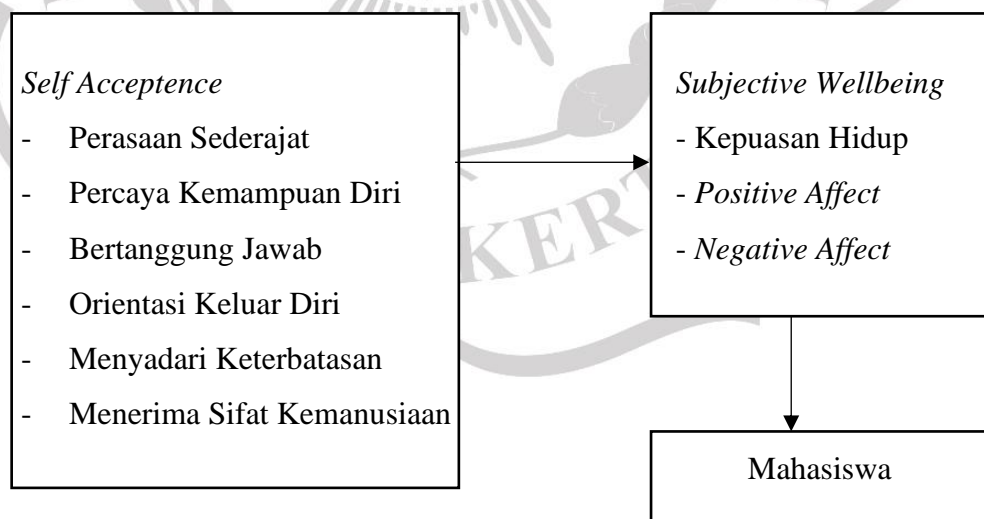 Self Acceptence
- Perasaan Sederajat
- Percaya Kemampuan Diri
- Bertanggung Jawab
- Orientasi Keluar Diri
- Menyadari Keterbatasan
- Menerima Sifat Kemanusiaan
Subjective Wellbeing
- Kepuasan Hidup
- Positive Affect
- Negative Affect
KERT
Mahasiswa